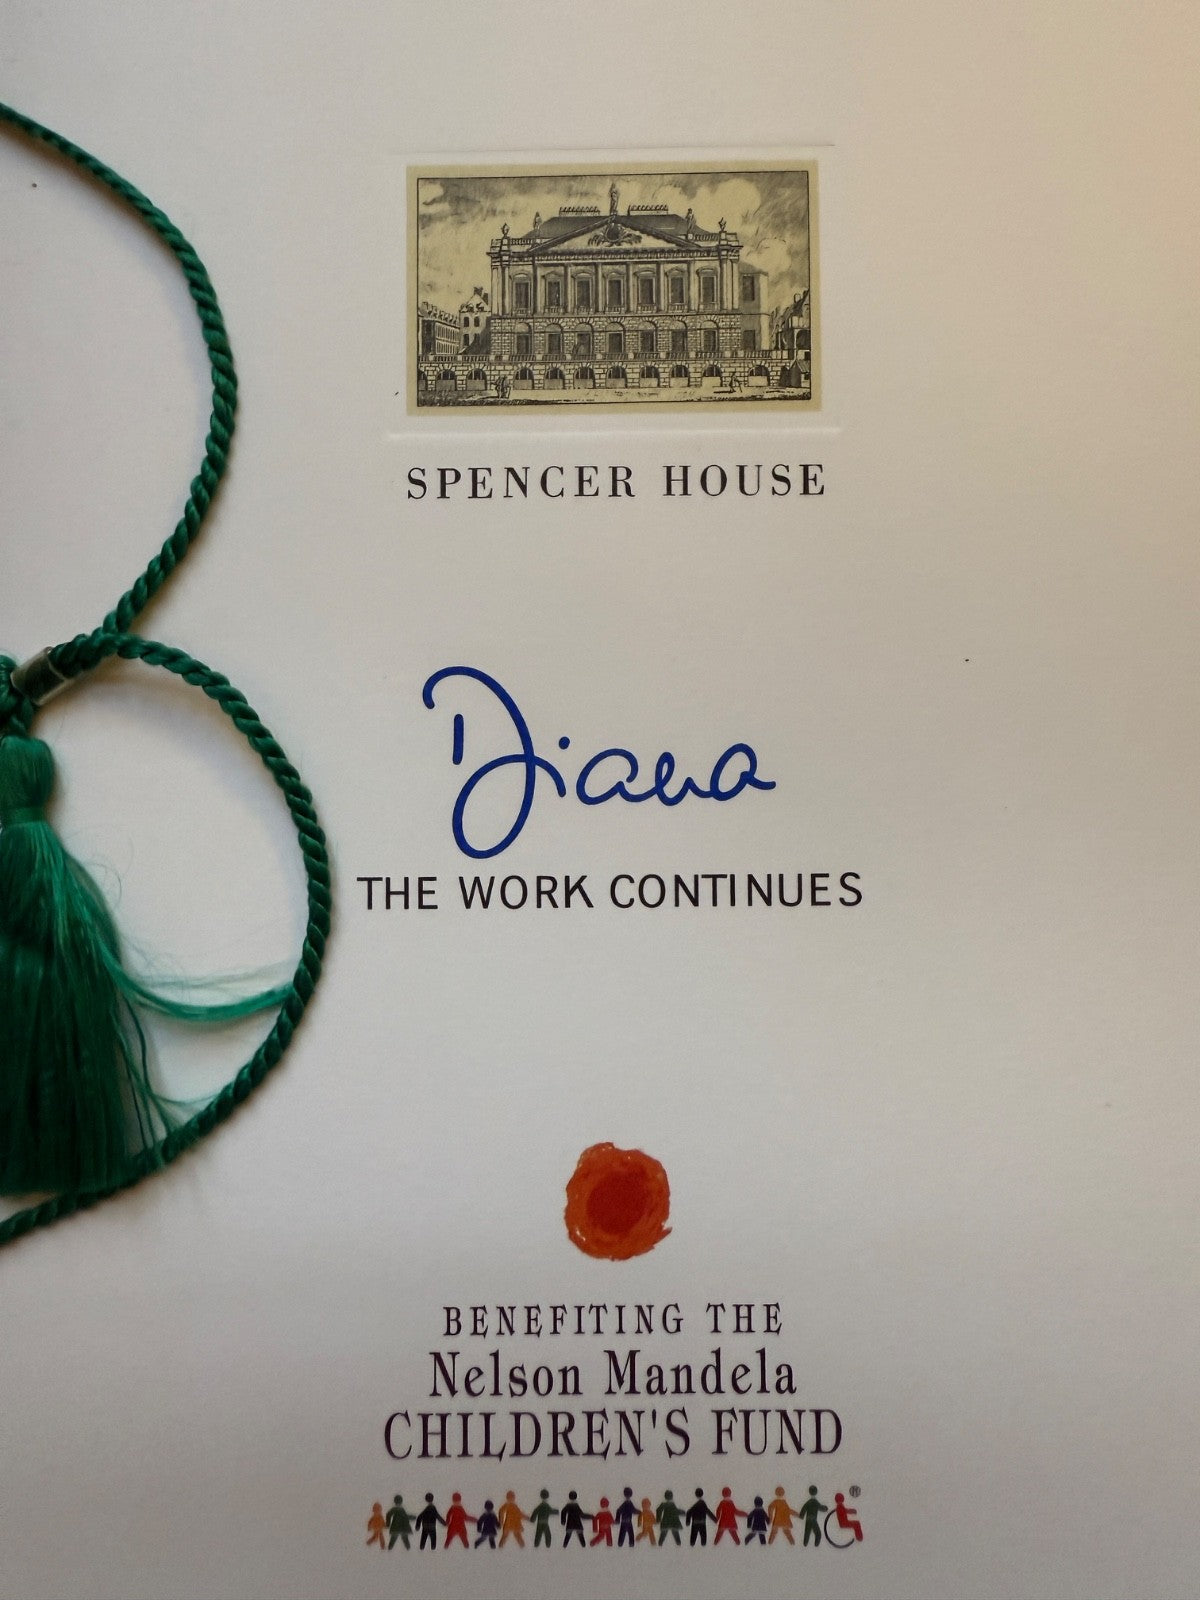 SPENCER HOUSE
Diana
THE WORK CONTINUES
BENEFITING THE
Nelson Mandela
CHILDREN'S FUND
®